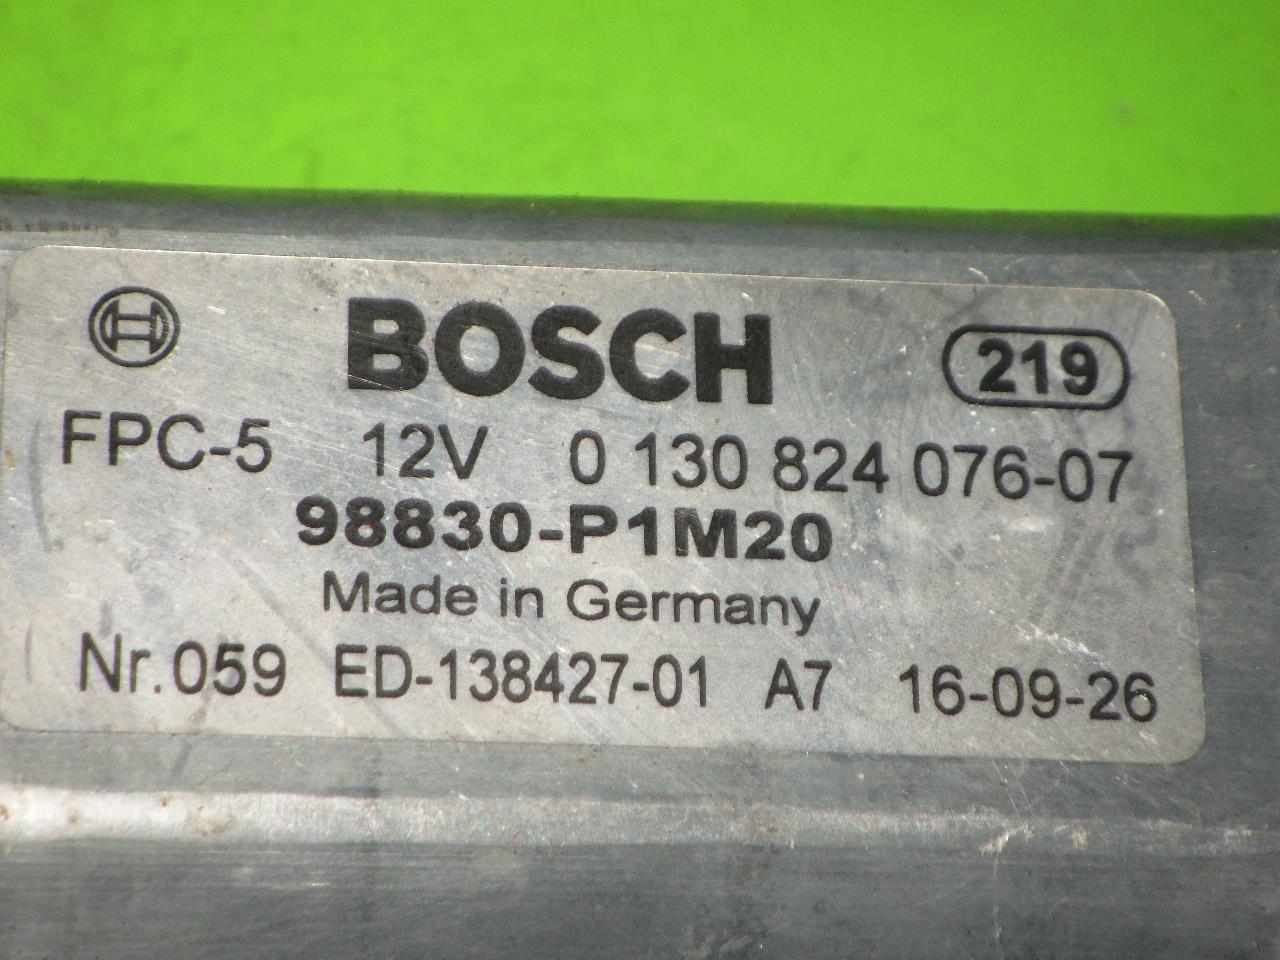 BOSCH 219
FPC-5 12V 0 130 824 076-07
98830-P1M20
Made in Germany
Nr.059 ED-138427-01 A7 16-09-26